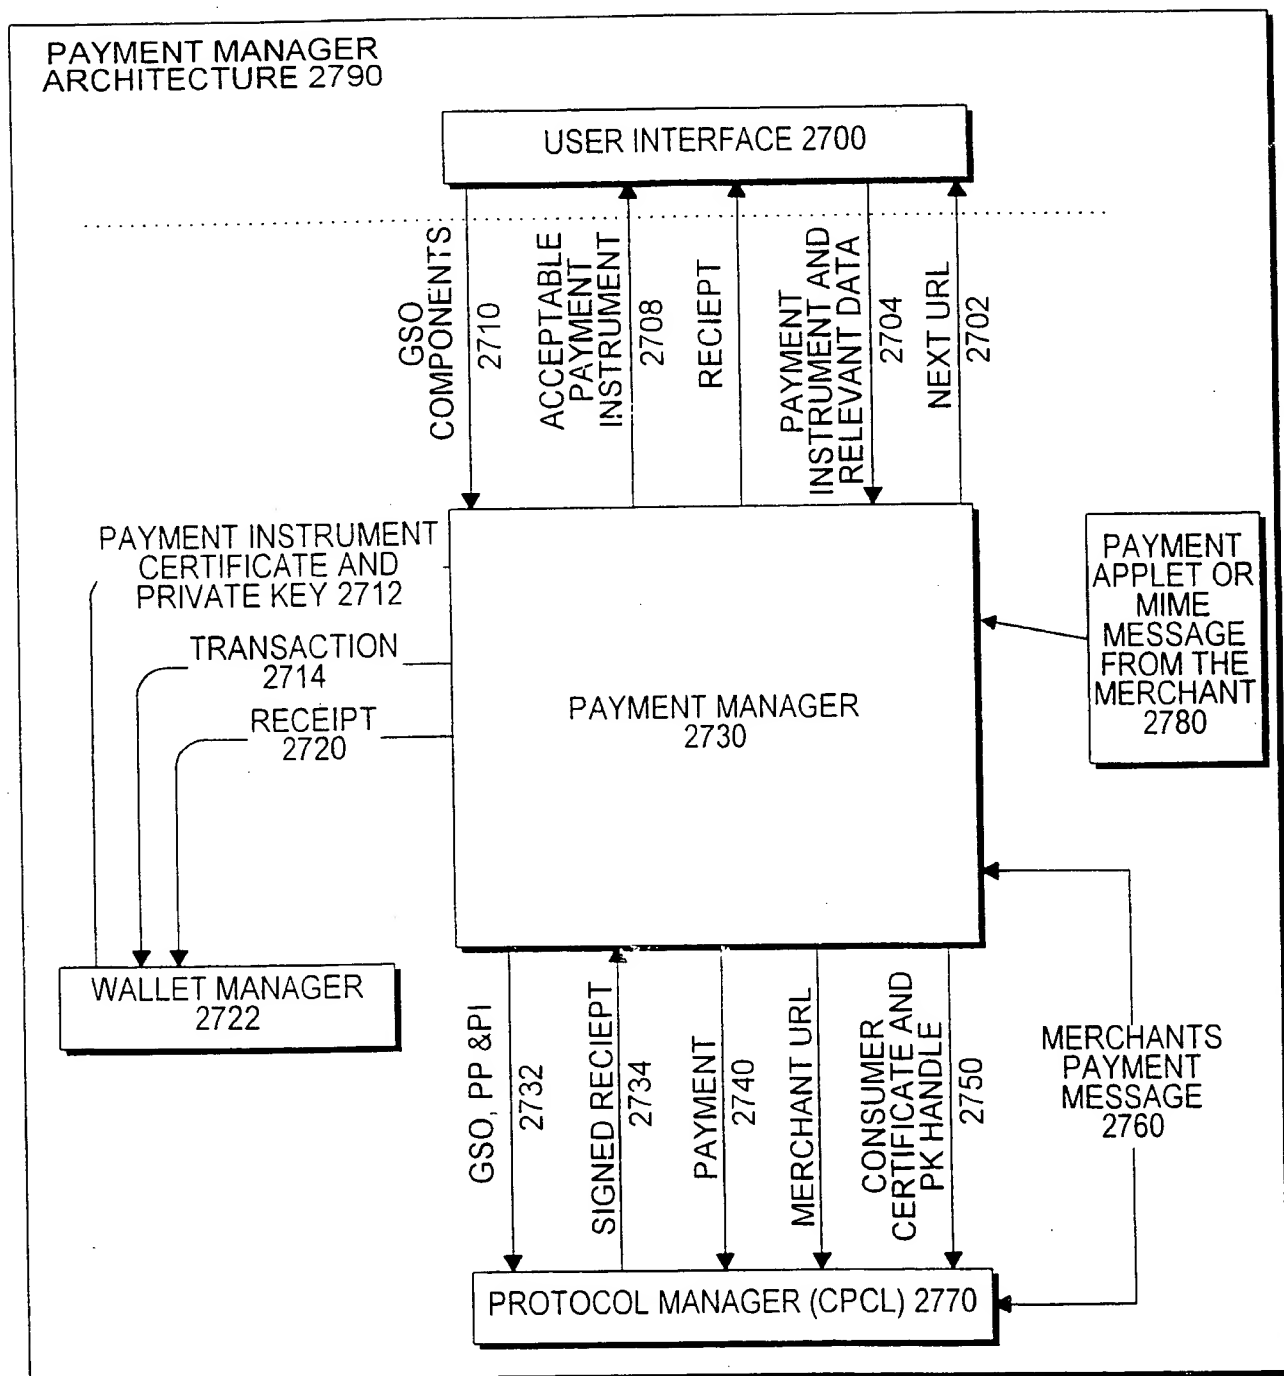 PAYMENT MANAGER
ARCHITECTURE 2790
USER INTERFACE 2700
GSO
COMPONENTS
2710
ACCEPTABLE
PAYMENT
INSTRUMENT
2708
RECIEPT
PAYMENT
INSTRUMENT AND
RELEVANT DATA
2704
NEXT URL
2702
PAYMENT INSTRUMENT
CERTIFICATE AND
PRIVATE KEY 2712
TRANSACTION
2714
RECEIPT
2720
PAYMENT MANAGER
2730
PAYMENT
APPLET OR
MIME
MESSAGE
FROM THE
MERCHANT
2780
WALLET MANAGER
2722
GSO, PP &PI
2732
SIGNED RECIEPT
2734
PAYMENT
2740
MERCHANT URL
CONSUMER
CERTIFICATE AND
PK HANDLE
2750
MERCHANTS
PAYMENT
MESSAGE
2760
PROTOCOL MANAGER (CPCL) 2770